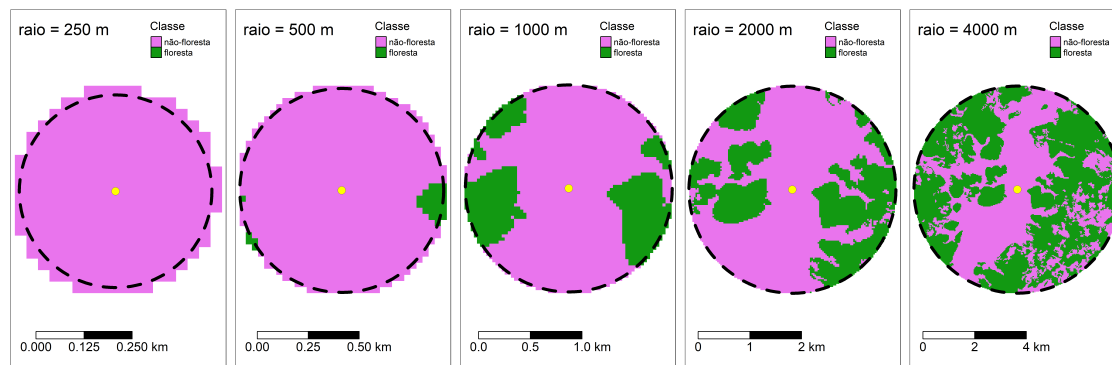 raio = 250 m
Classe
não-floresta
floresta
0.000 0.125 0.250 km
raio = 500 m
Classe
não-floresta
floresta
0.00 0.25 0.50 km
raio = 1000 m
Classe
não-floresta
floresta
0.0 0.5 1.0 km
raio = 2000 m
Classe
não-floresta
floresta
0 1 2 km
raio = 4000 m
Classe
não-floresta
floresta
0 2 4 km